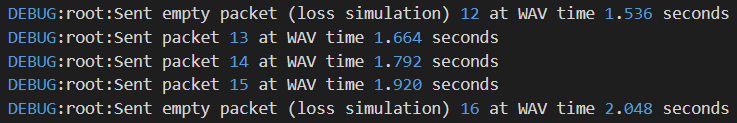 DEBUG:root:Sent empty packet (loss simulation) 12 at WAV time 1.536 seconds
DEBUG:root:Sent packet 13 at WAV time 1.664 seconds
DEBUG:root:Sent packet 14 at WAV time 1.792 seconds
DEBUG:root:Sent packet 15 at WAV time 1.920 seconds
DEBUG:root:Sent empty packet (loss simulation) 16 at WAV time 2.048 seconds